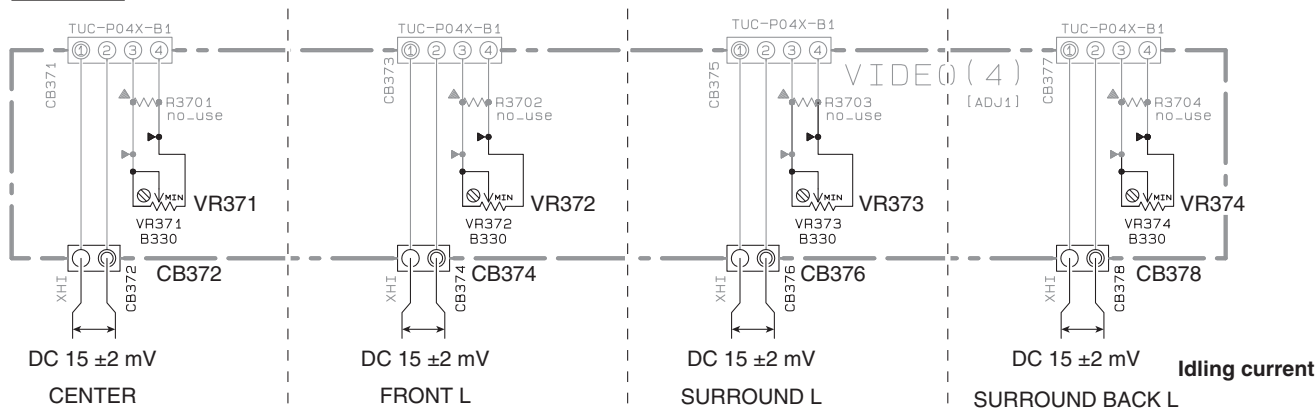 TUC-P04X-B1 TUC-P04X-B1 TUC-P04X-B1 TUC-P04X-B1
1 2 3 4 1 2 3 4 1 2 3 4 1 2 3 4
CB371 CB373 CB375 CB377
VIDEO(4)
[ADJ1]
R3701 R3702 R3703 R3704
no_use no_use no_use no_use
MIN MIN MIN MIN
VR371 VR372 VR373 VR374
VR371 VR372 VR373 VR374
B330 B330 B330 B330
XHI CB372 XHI CB374 XHI CB376 XHI CB378
CB372 CB374 CB376 CB378
DC 15 ±2 mV DC 15 ±2 mV DC 15 ±2 mV DC 15 ±2 mV
Idling current
CENTER FRONT L SURROUND L SURROUND BACK L